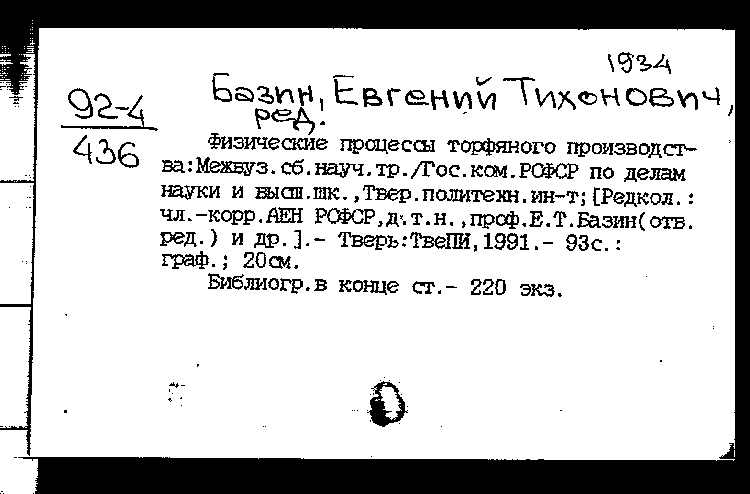 1934
Базин, Евгений Тихонович,
ред.
92-4
436
Физические процессы торфяного производст-
ва:Межвуз.сб.науч.тр./Гос.ком.РСФСР по делам
науки и высш.шк.,Твер.политехн.ин-т;[Редкол.:
чл.-корр.АЕН РСФСР,д.т.н.,проф.Е.Т.Базин(отв.
ред.) и др.].- Тверь:ТвеПИ,1991.- 93с.:
граф.; 20см.
Библиогр.в конце ст.- 220 экз.